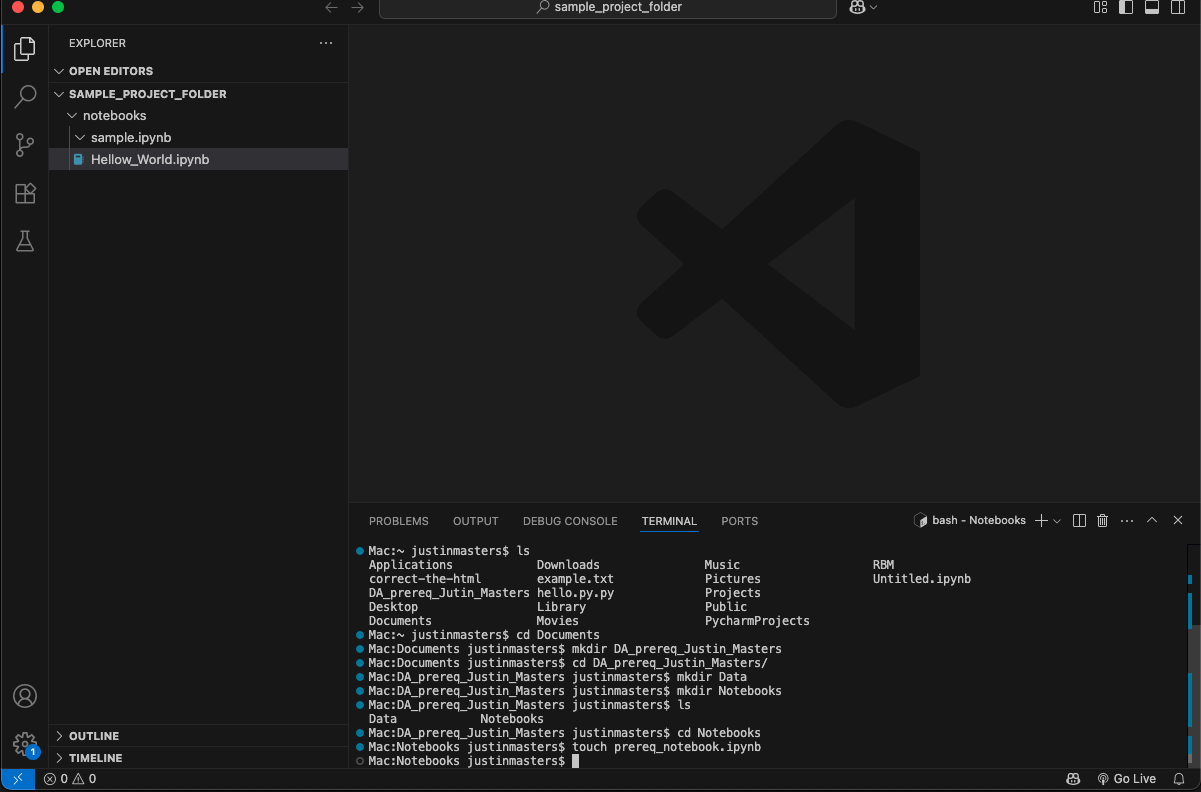 sample_project_folder
EXPLORER
OPEN EDITORS
SAMPLE_PROJECT_FOLDER
notebooks
sample.ipynb
Hellow_World.ipynb
PROBLEMS OUTPUT DEBUG CONSOLE TERMINAL PORTS
bash - Notebooks
Mac:~ justinmasters$ ls
Applications Downloads Music RBM
correct-the-html example.txt Pictures Untitled.ipynb
DA_prereq_Jutin_Masters hello.py.py Projects
Desktop Library Public
Documents Movies PycharmProjects
Mac:~ justinmasters$ cd Documents
Mac:Documents justinmasters$ mkdir DA_prereq_Justin_Masters
Mac:Documents justinmasters$ cd DA_prereq_Justin_Masters/
Mac:DA_prereq_Justin_Masters justinmasters$ mkdir Data
Mac:DA_prereq_Justin_Masters justinmasters$ mkdir Notebooks
Mac:DA_prereq_Justin_Masters justinmasters$ ls
Data Notebooks
Mac:DA_prereq_Justin_Masters justinmasters$ cd Notebooks
Mac:Notebooks justinmasters$ touch prereq_notebook.ipynb
Mac:Notebooks justinmasters$
OUTLINE
TIMELINE
1
0 0
Go Live